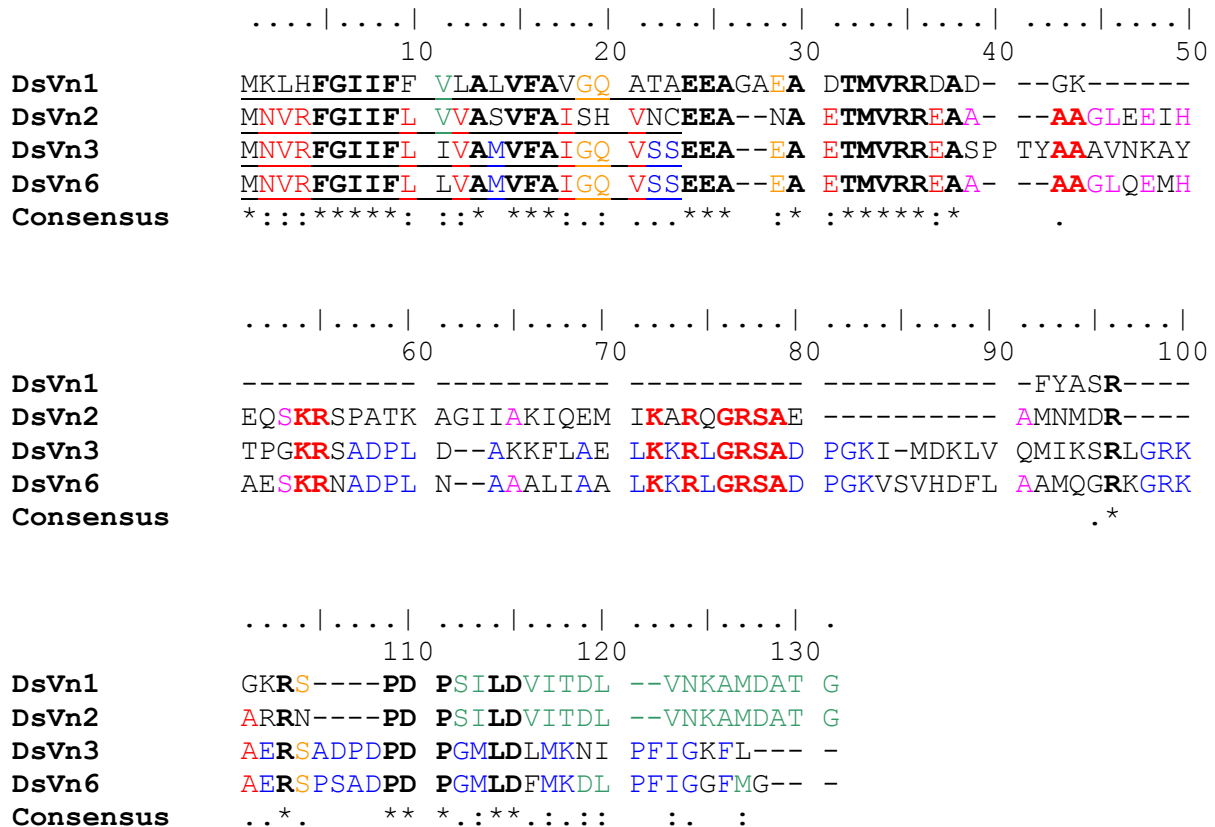 ....|....| ....|....| ....|....| ....|....| ....|....|
10 20 30 40 50
DsVn1 MKLHFGIIFF VLALVFAVGQ ATAEEAGAEA DTMVRRDAD- --GK------
DsVn2 MNVRFGIIFL VVASVFAISH VNCEEA--NA ETMVRREAA- --AAGLEEIH
DsVn3 MNVRFGIIFL IVAMVFAIGQ VSSEEA--EA ETMVRREASP TYAAAVNKAY
DsVn6 MNVRFGIIFL LVAMVFAIGQ VSSEEA--EA ETMVRREAA- --AAGLQEMH
Consensus *:::*****: ::* ***:.: ...*** :* :*****:* .
....|....| ....|....| ....|....| ....|....| ....|....|
60 70 80 90 100
DsVn1 ---------- ---------- ---------- ---------- -FYASR----
DsVn2 EQSKRSPATK AGIIAKIQEM IKARQGRSAE ---------- AMNMDR----
DsVn3 TPGKRSADPL D--AKKFLAE LKKRLGRSAD PGKI-MDKLV QMIKSRLGRK
DsVn6 AESKRNADPL N--AAALIAA LKKRLGRSAD PGKVSVHDFL AAMQGRKGRK
Consensus .*
....|....| ....|....| ....|....| .
110 120 130
DsVn1 GKRS----PD PSILDVITDL --VNKAMDAT G
DsVn2 ARRN----PD PSILDVITDL --VNKAMDAT G
DsVn3 AERSADPDPD PGMLDLMKNI PFIGKFL--- -
DsVn6 AERSPSADPD PGMLDFMKDL PFIGGFMG-- -
Consensus ..*. ** *.:**.:.:: :. :